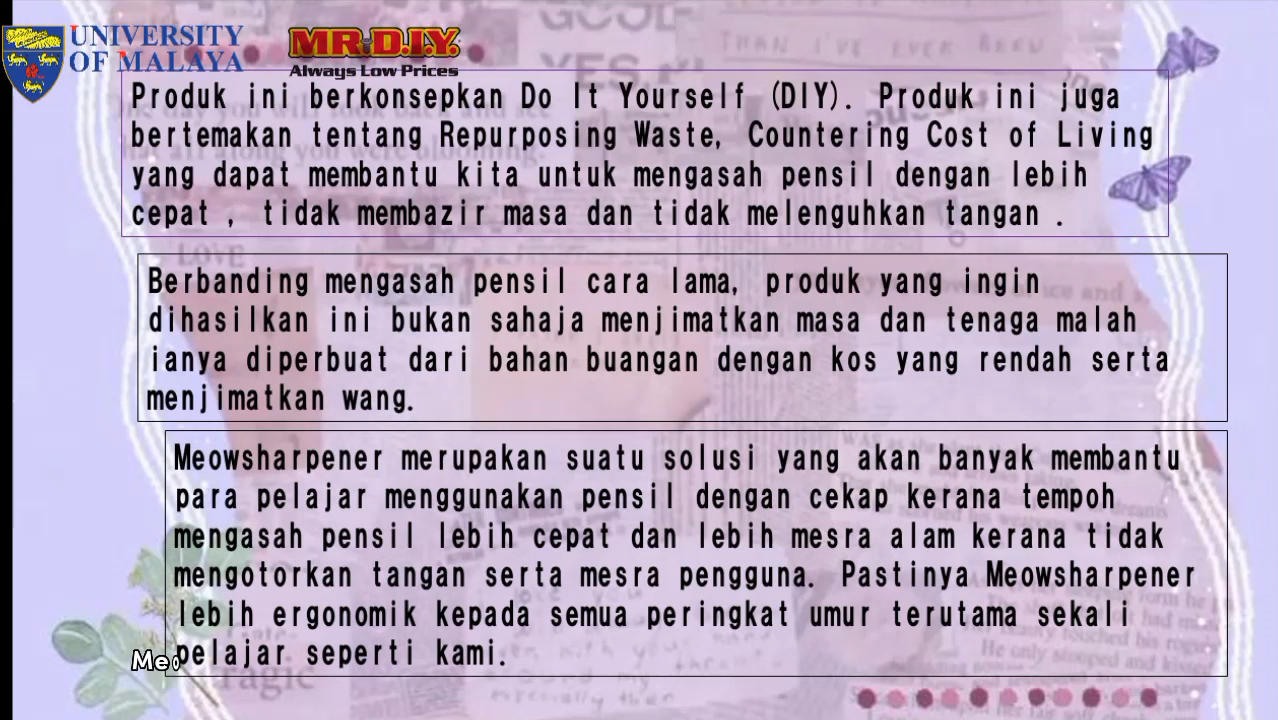 UNIVERSITY
OF MALAYA
MR.D.I.Y.
Always Low Prices
Produk ini berkonsepkan Do It Yourself (DIY). Produk ini juga
bertemakan tentang Repurposing Waste, Countering Cost of Living
yang dapat membantu kita untuk mengasah pensil dengan lebih
cepat , tidak membazir masa dan tidak melenguhkan tangan .
Berbanding mengasah pensil cara lama, produk yang ingin
dihasilkan ini bukan sahaja menjimatkan masa dan tenaga malah
ianya diperbuat dari bahan buangan dengan kos yang rendah serta
menjimatkan wang.
Meowsharpener merupakan suatu solusi yang akan banyak membantu
para pelajar menggunakan pensil dengan cekap kerana tempoh
mengasah pensil lebih cepat dan lebih mesra alam kerana tidak
mengotorkan tangan serta mesra pengguna. Pastinya Meowsharpener
lebih ergonomik kepada semua peringkat umur terutama sekali
pelajar seperti kami.